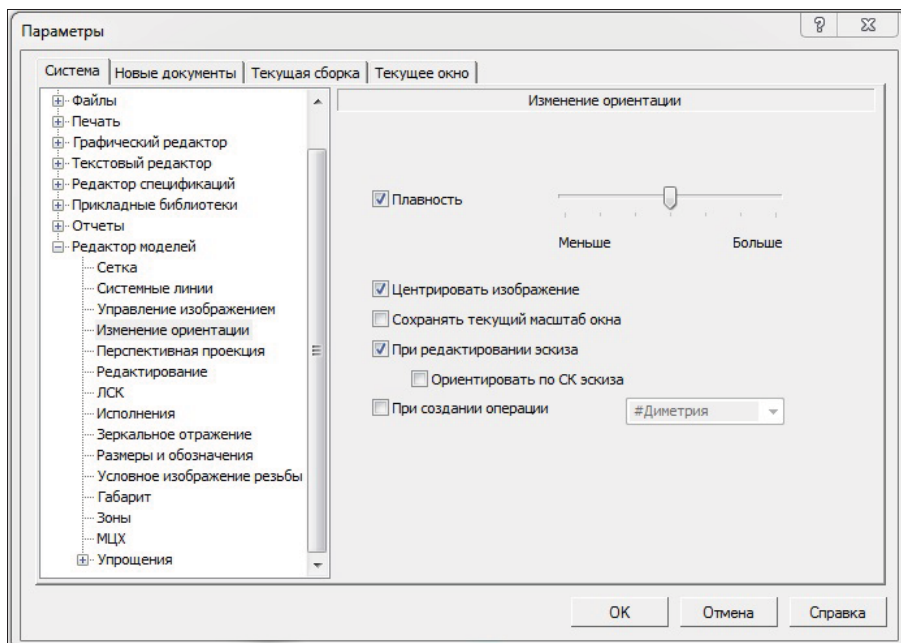 Параметры
Система
Новые документы
Текущая сборка
Текущее окно
Файлы
Печать
Графический редактор
Текстовый редактор
Редактор спецификаций
Прикладные библиотеки
Отчеты
Редактор моделей
Сетка
Системные линии
Управление изображением
Изменение ориентации
Перспективная проекция
Редактирование
ЛСК
Исполнения
Зеркальное отражение
Размеры и обозначения
Условное изображение резьбы
Габарит
Зоны
МЦХ
Упрощения
Изменение ориентации
Плавность
Меньше
Больше
Центрировать изображение
Сохранять текущий масштаб окна
При редактировании эскиза
Ориентировать по СК эскиза
При создании операции
#Диметрия
OK
Отмена
Справка